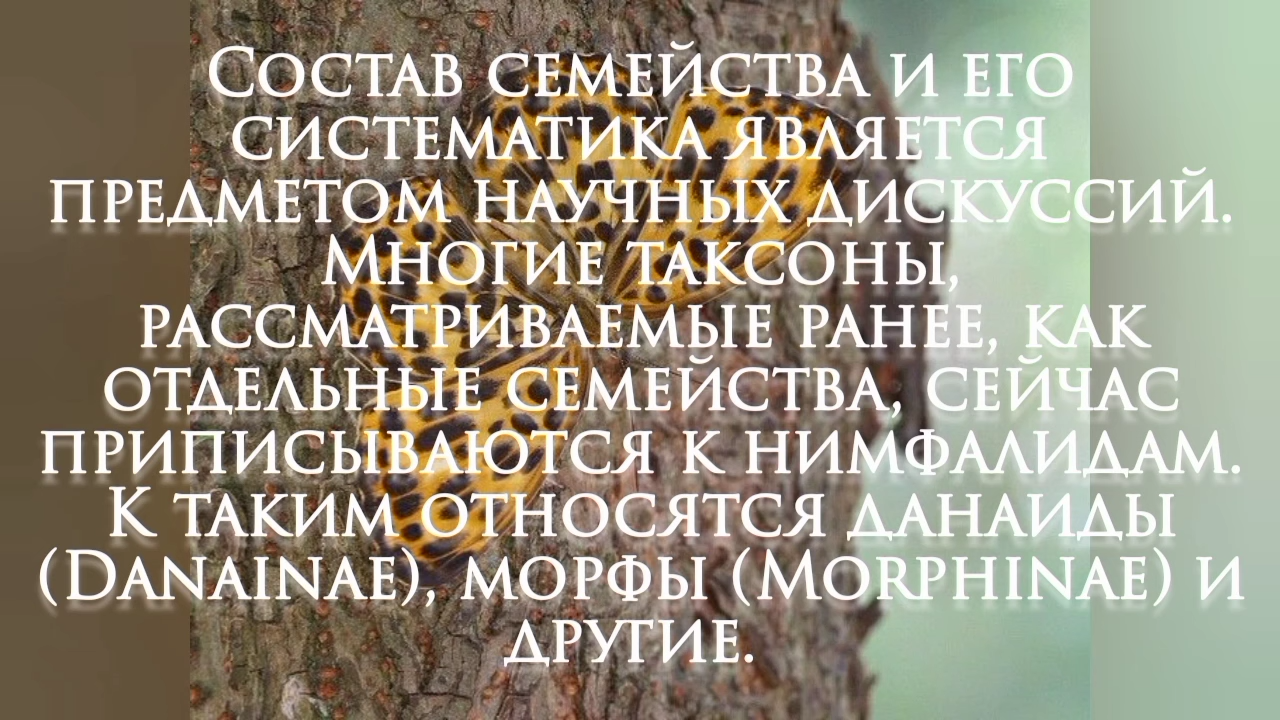 Состав семейства и его
систематика является
предметом научных дискуссий.
Многие таксоны,
рассматриваемые ранее, как
отдельные семейства, сейчас
приписываются к нимфалидам.
К таким относятся данаиды
(Danainae), морфы (Morphinae) и
другие.